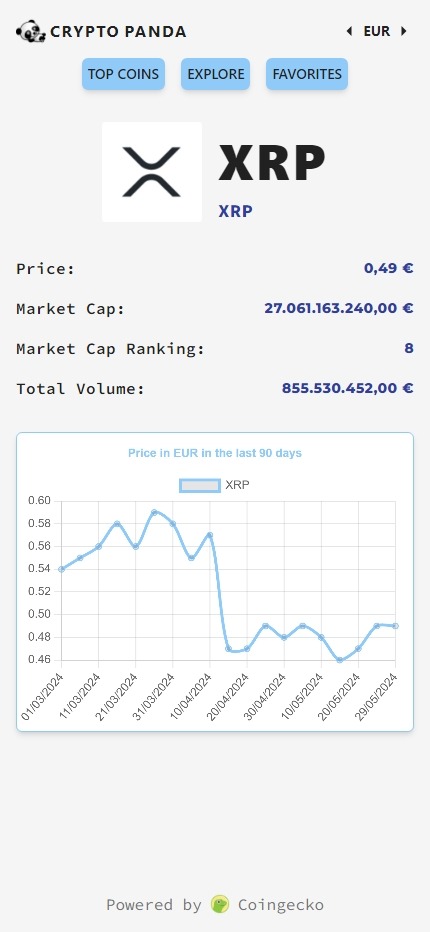 CRYPTO PANDA EUR
TOP COINS EXPLORE FAVORITES
XRP
XRP
Price: 0,49 €
Market Cap: 27.061.163.240,00 €
Market Cap Ranking: 8
Total Volume: 855.530.452,00 €
Price in EUR in the last 90 days
XRP
0.60
0.58
0.56
0.54
0.52
0.50
0.48
0.46
01/03/2024 11/03/2024 21/03/2024 31/03/2024 10/04/2024 20/04/2024 30/04/2024 10/05/2024 20/05/2024 29/05/2024
Powered by Coingecko